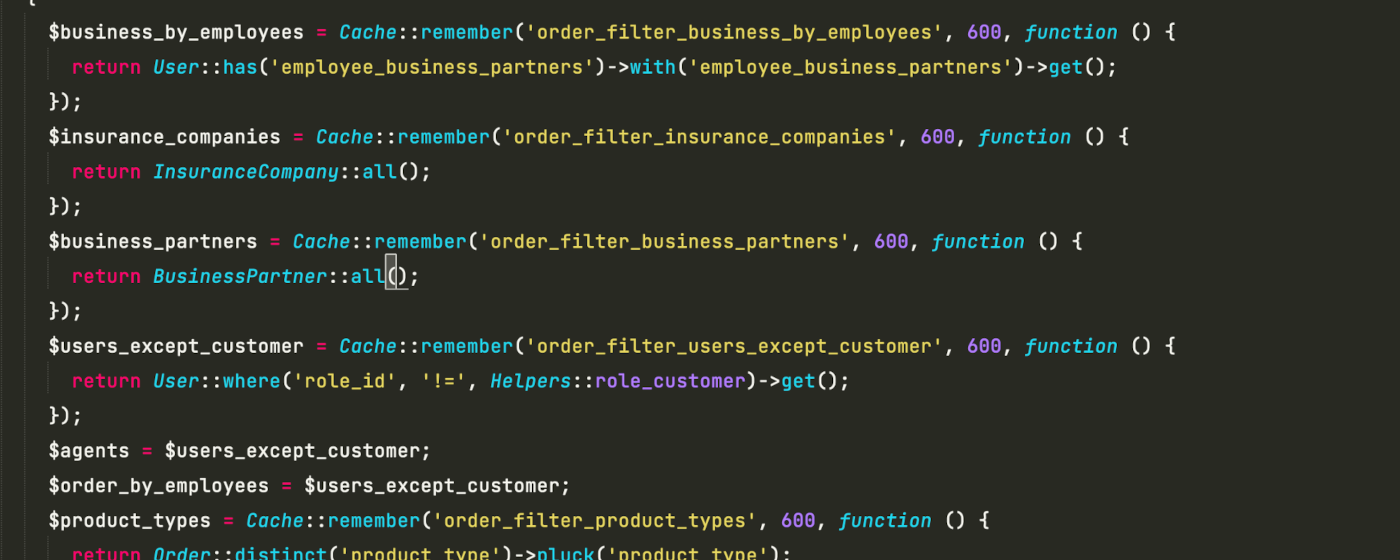 {
$business_by_employees = Cache::remember('order_filter_business_by_employees', 600, function () {
return User::has('employee_business_partners')->with('employee_business_partners')->get();
});
$insurance_companies = Cache::remember('order_filter_insurance_companies', 600, function () {
return InsuranceCompany::all();
});
$business_partners = Cache::remember('order_filter_business_partners', 600, function () {
return BusinessPartner::all();
});
$users_except_customer = Cache::remember('order_filter_users_except_customer', 600, function () {
return User::where('role_id', '!=', Helpers::role_customer)->get();
});
$agents = $users_except_customer;
$order_by_employees = $users_except_customer;
$product_types = Cache::remember('order_filter_product_types', 600, function () {
return Order::distinct('product_type')->pluck('product_type');